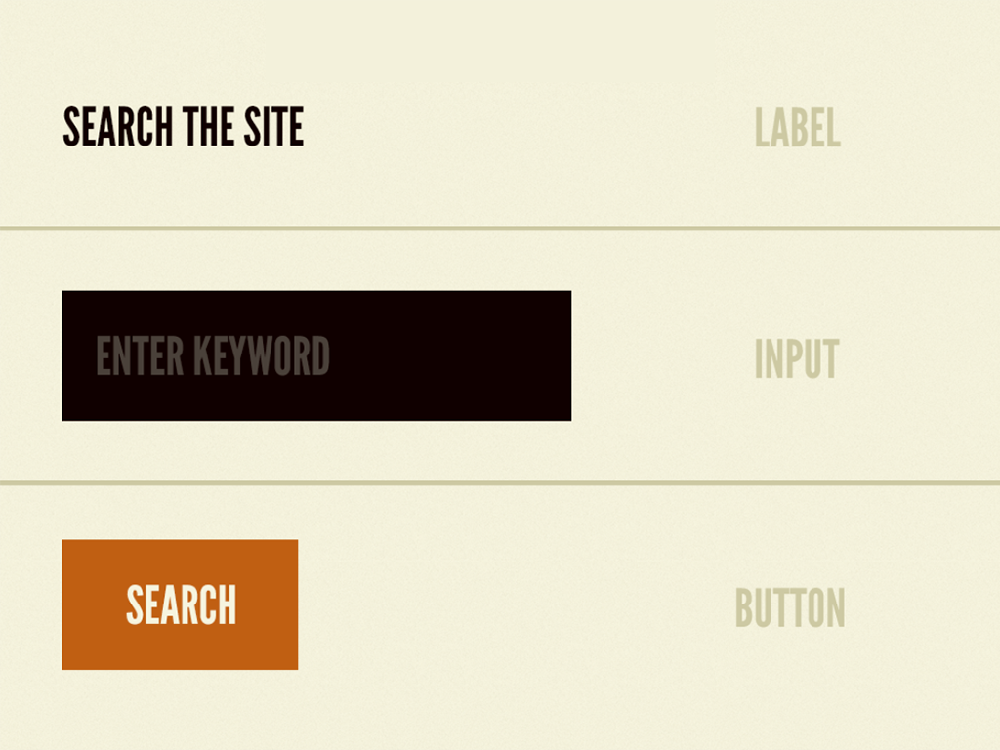 SEARCH THE SITE
LABEL
ENTER KEYWORD
INPUT
SEARCH
BUTTON